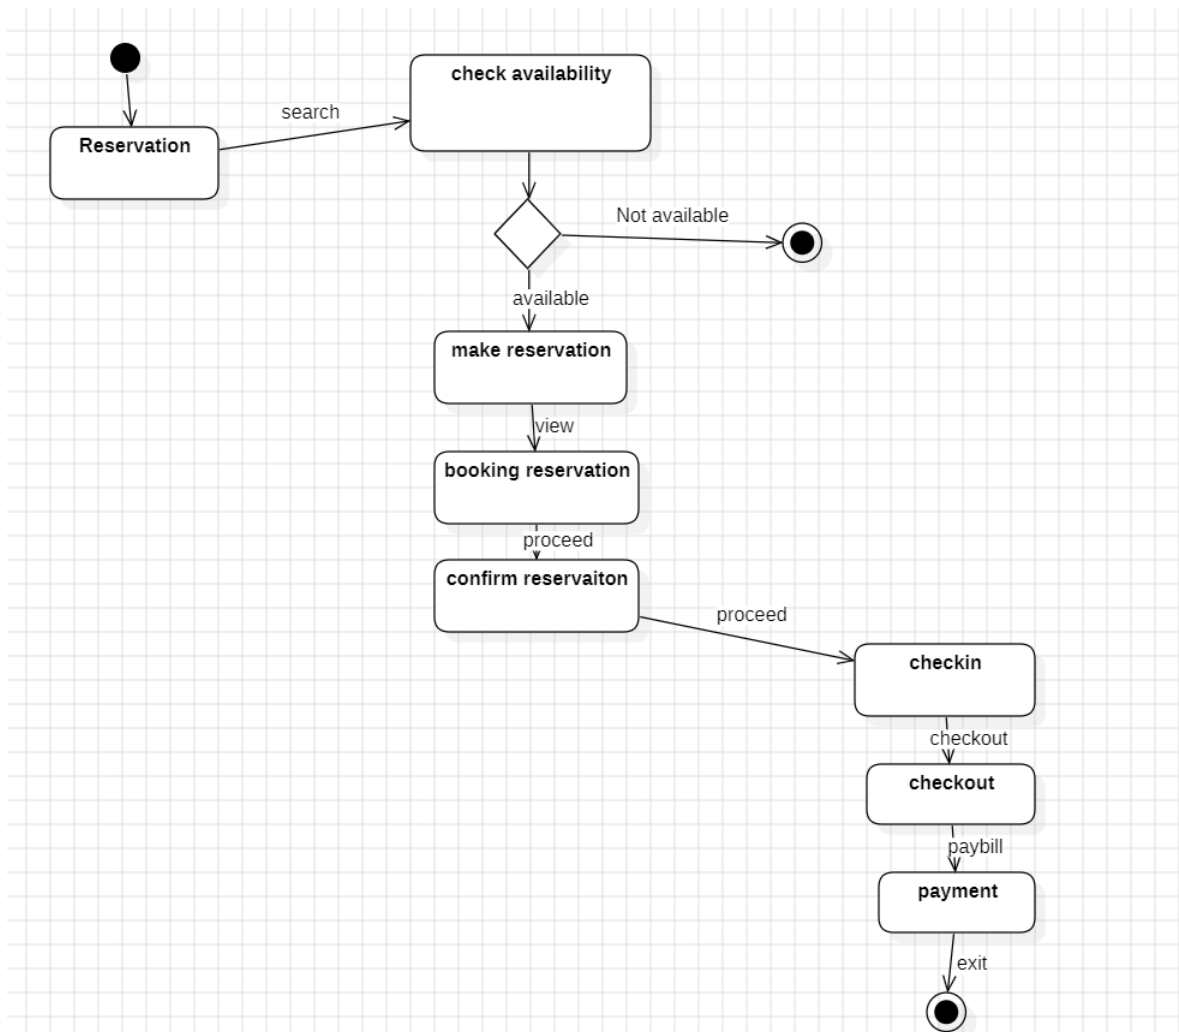 check availability
search
Reservation
Not available
available
make reservation
view
booking reservation
proceed
confirm reservaiton
proceed
checkin
checkout
checkout
paybill
payment
exit